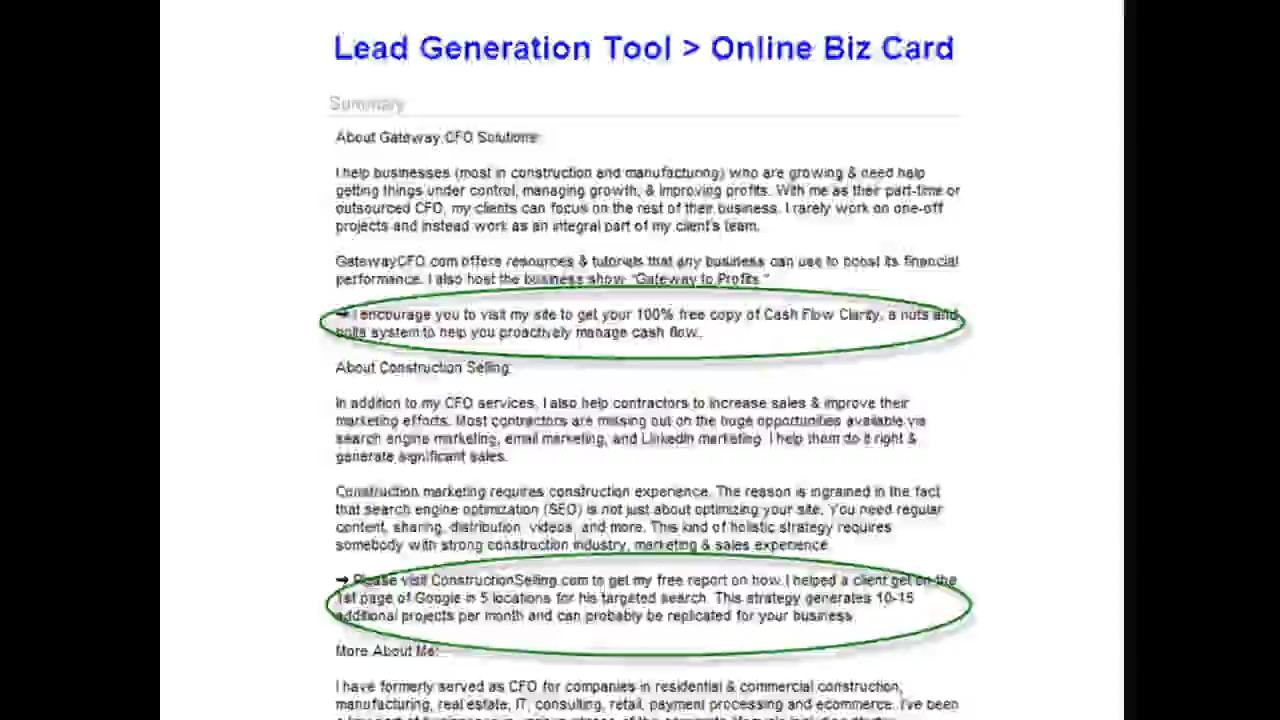 Lead Generation Tool > Online Biz Card
Summary
About Gateway CFO Solutions:
I help businesses (most in construction and manufacturing) who are growing & need help
getting things under control, managing growth, & improving profits. With me as their part-time or
outsourced CFO, my clients can focus on the rest of their business. I rarely work on one-off
projects and instead work as an integral part of my client's team.
GatewayCFO.com offers resources & tutorials that any business can use to boost its financial
performance. I also host the business show "Gateway to Profits."
➞ I encourage you to visit my site to get your 100% free copy of Cash Flow Clarity, a nuts and
bolts system to help you proactively manage cash flow.
About Construction Selling:
In addition to my CFO services, I also help contractors to increase sales & improve their
marketing efforts. Most contractors are missing out on the huge opportunities available via
search engine marketing, email marketing, and LinkedIn marketing. I help them do it right &
generate significant sales.
Construction marketing requires construction experience. The reason is ingrained in the fact
that search engine optimization (SEO) is not just about optimizing your site. You need regular
content, sharing, distribution, videos, and more. This kind of holistic strategy requires
somebody with strong construction industry, marketing & sales experience.
➞ Please visit ConstructionSelling.com to get my free report on how I helped a client get on the
1st page of Google in 5 locations for his targeted search. This strategy generates 10-15
additional projects per month and can probably be replicated for your business.
More About Me:
I have formerly served as CFO for companies in residential & commercial construction,
manufacturing, real estate, IT, consulting, retail, payment processing and ecommerce. I've been